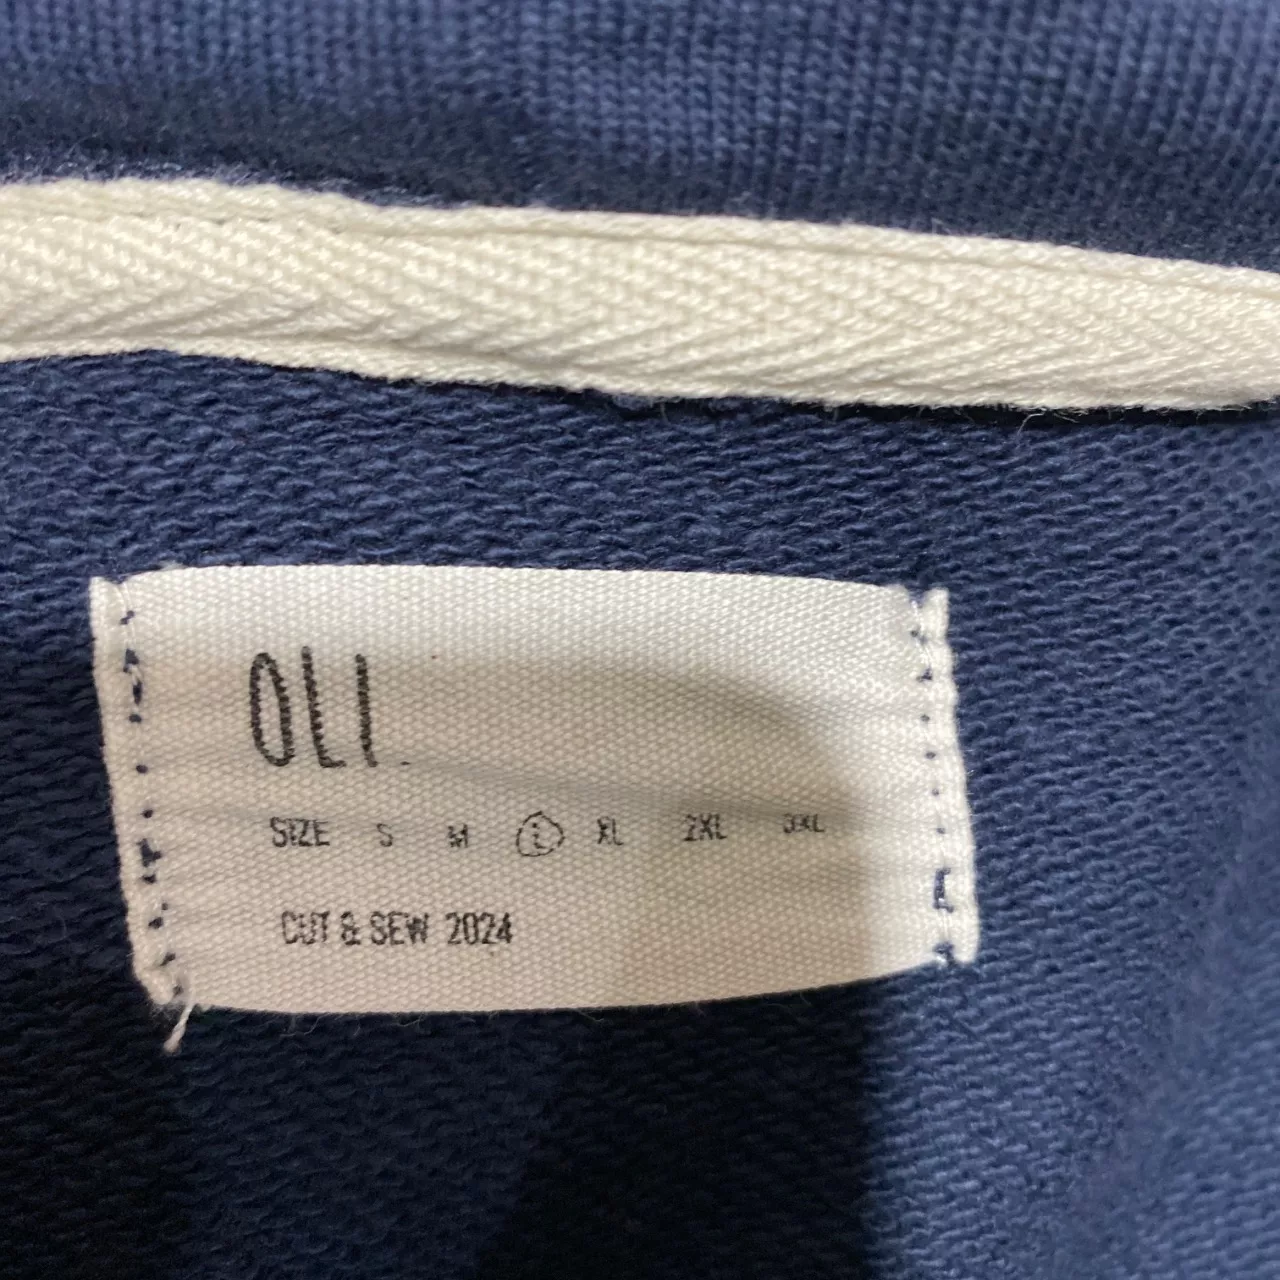 OLI.
SIZE S M L XL 2XL 3XL
CUT & SEW 2024